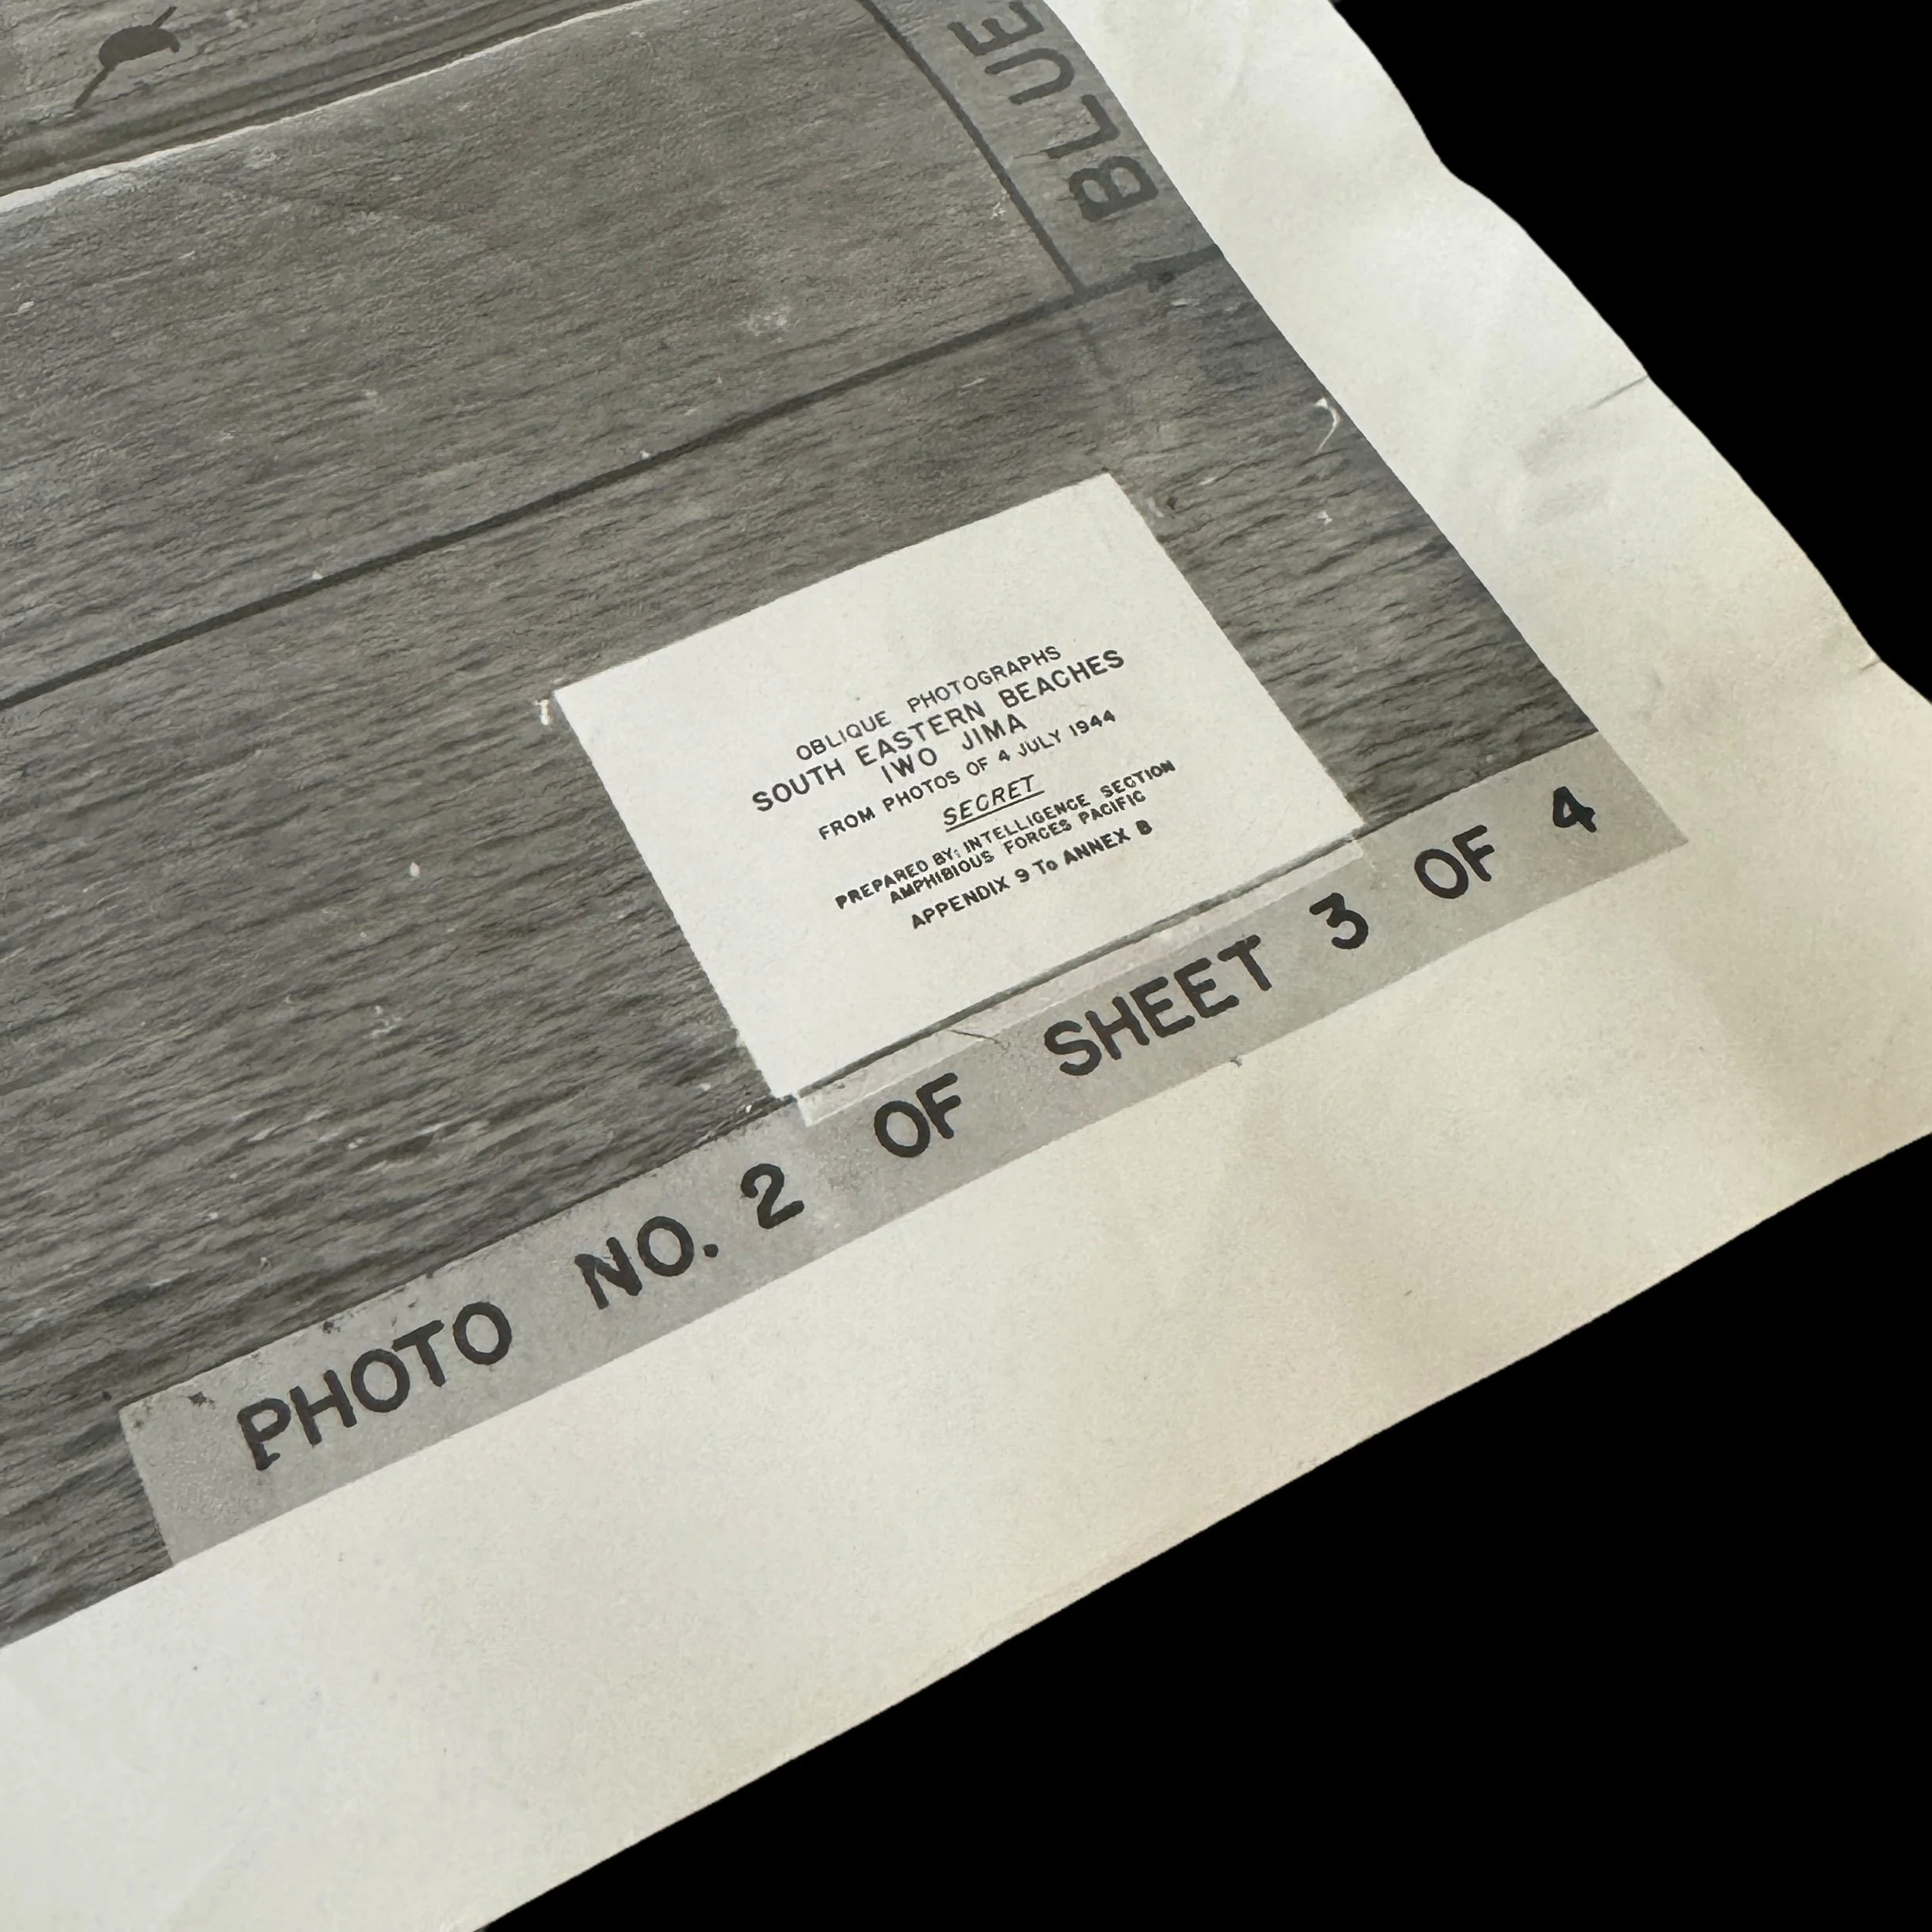 BLUE
OBLIQUE PHOTOGRAPHS
SOUTH EASTERN BEACHES
IWO JIMA
FROM PHOTOS OF 4 JULY 1944
SECRET
PREPARED BY: INTELLIGENCE SECTION
AMPHIBIOUS FORCES PACIFIC
APPENDIX 9 To ANNEX B
PHOTO NO. 2 OF SHEET 3 OF 4